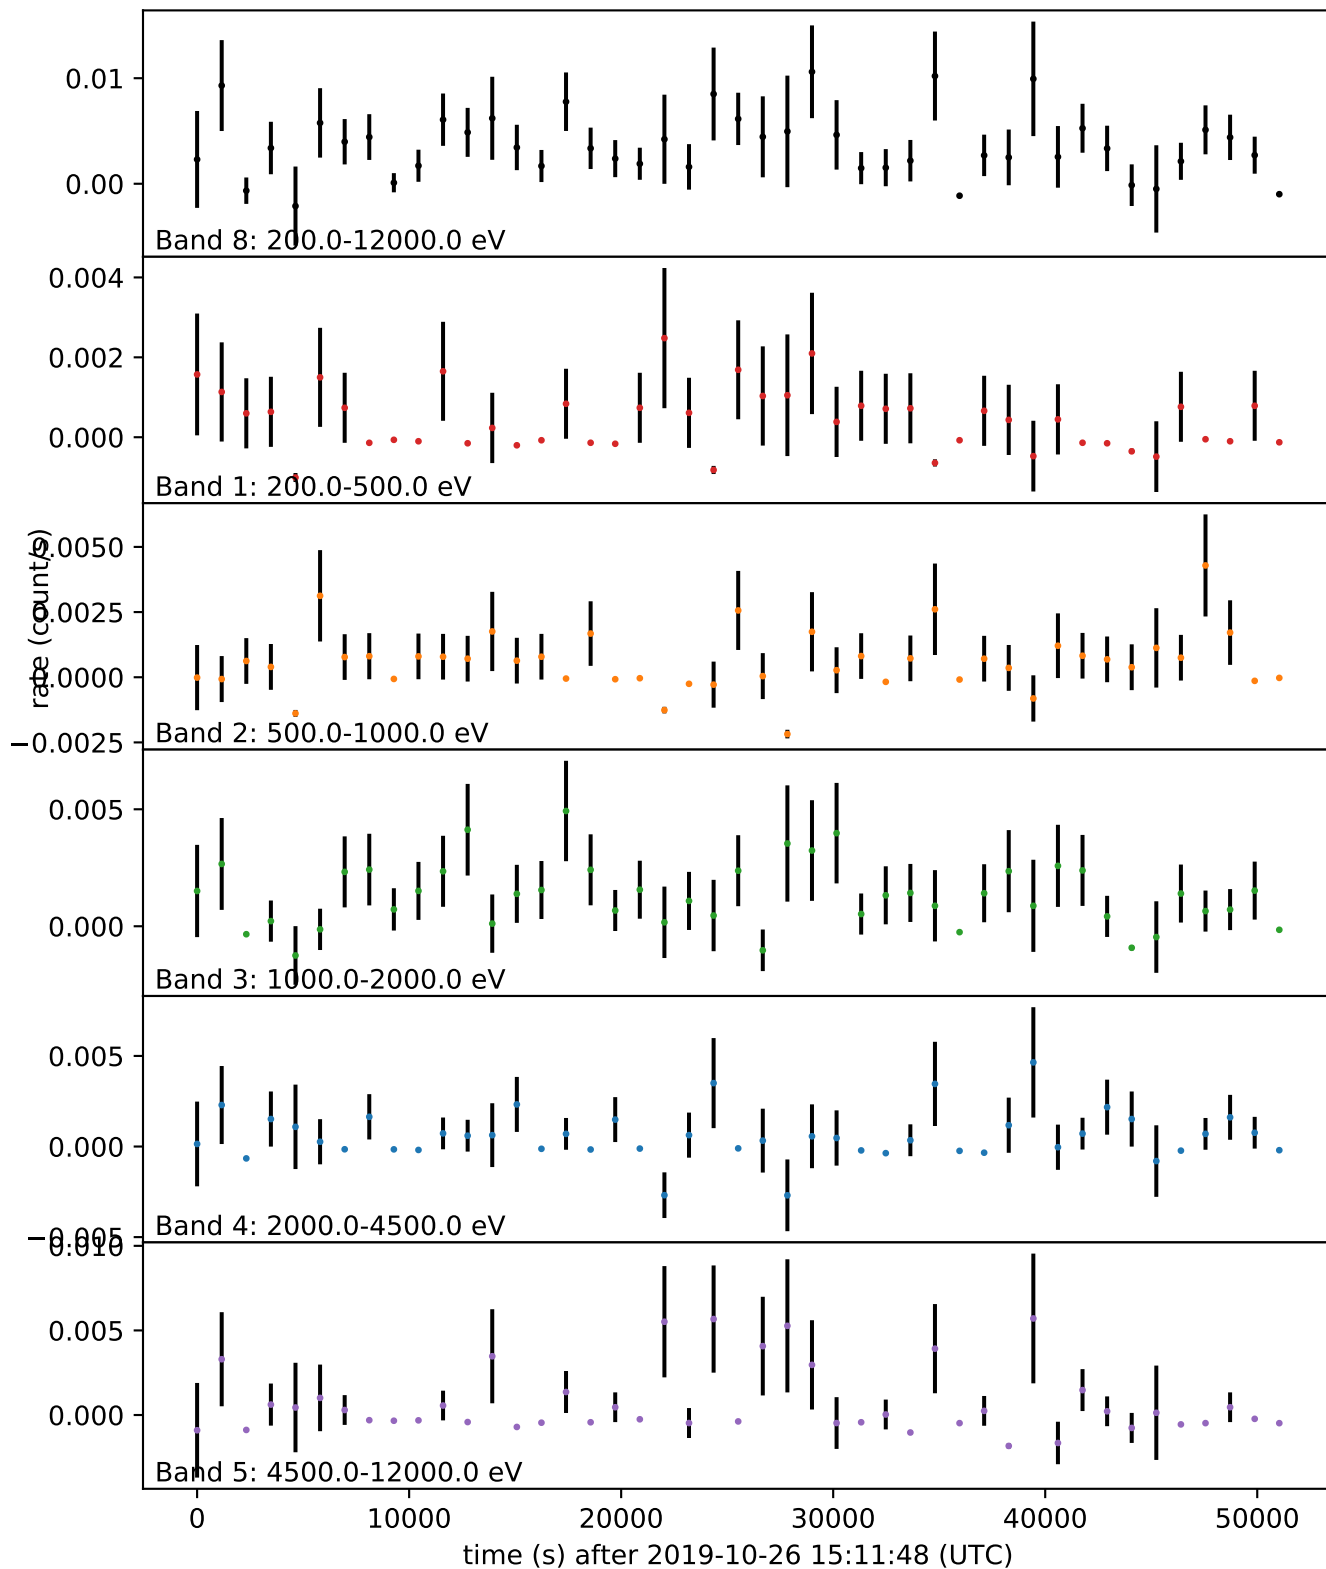 0.01
0.00
Band 8: 200.0-12000.0 eV
0.004
0.002
0.000
Band 1: 200.0-500.0 eV
rate (count/s)
0.0050
0.0025
0.0000
−0.0025
Band 2: 500.0-1000.0 eV
0.005
0.000
Band 3: 1000.0-2000.0 eV
0.005
0.000
−0.005
Band 4: 2000.0-4500.0 eV
0.010
0.005
0.000
Band 5: 4500.0-12000.0 eV
0 10000 20000 30000 40000 50000
time (s) after 2019-10-26 15:11:48 (UTC)